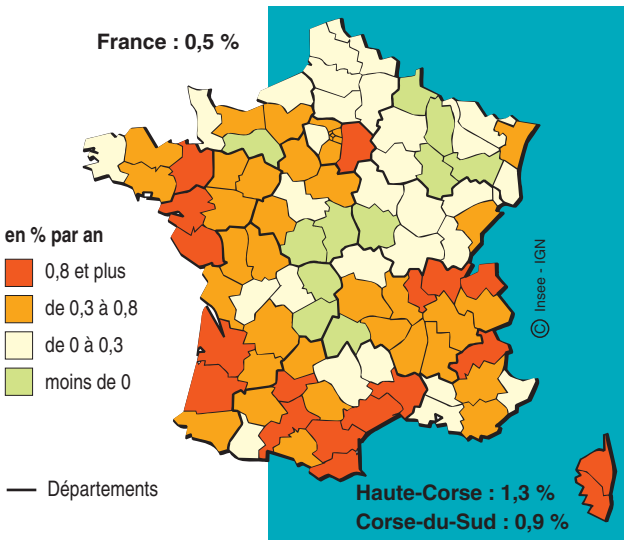 France : 0,5 %
en % par an
0,8 et plus
de 0,3 à 0,8
de 0 à 0,3
moins de 0
Départements
© Insee - IGN
Haute-Corse : 1,3 %
Corse-du-Sud : 0,9 %